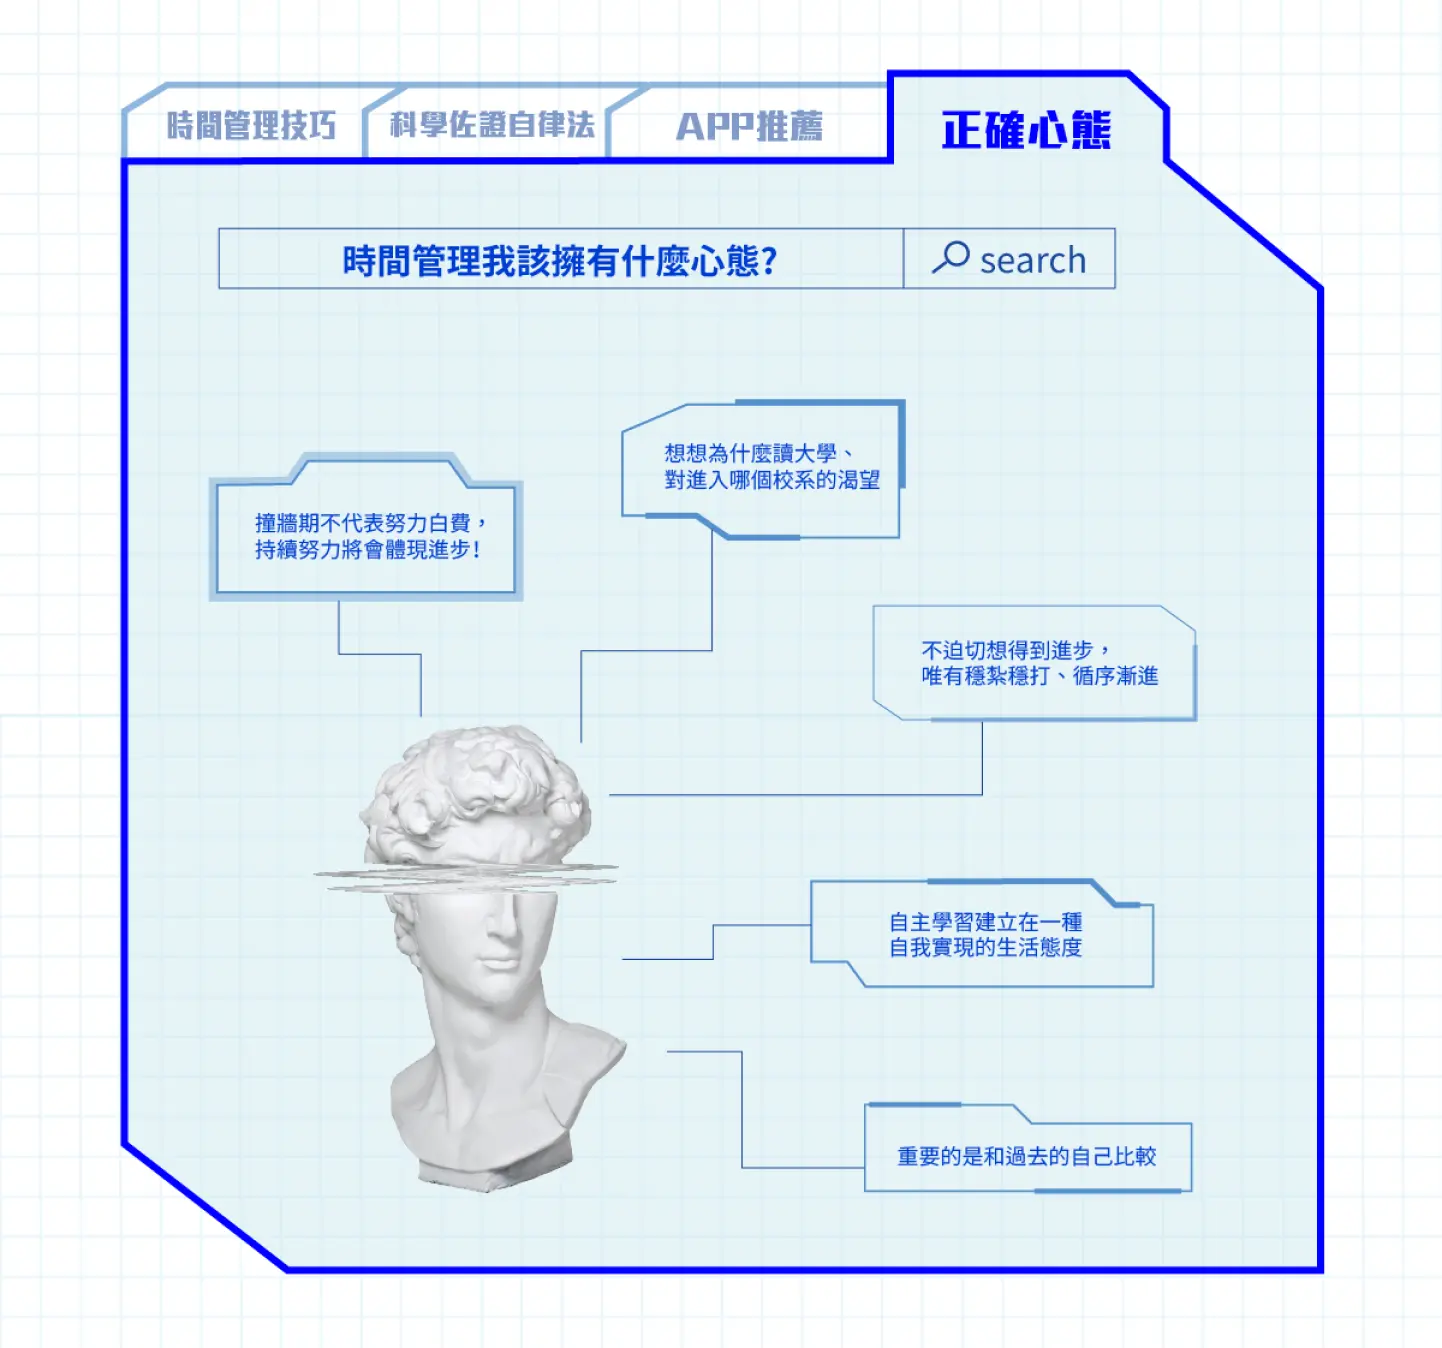 時間管理技巧
科學佐證自律法
APP推薦
正確心態
時間管理我該擁有什麼心態?
search
想想為什麼讀大學、
對進入哪個校系的渴望
撞牆期不代表努力白費，
持續努力將會體現進步！
不迫切想得到進步，
唯有穩紮穩打、循序漸進
自主學習建立在一種
自我實現的生活態度
重要的是和過去的自己比較